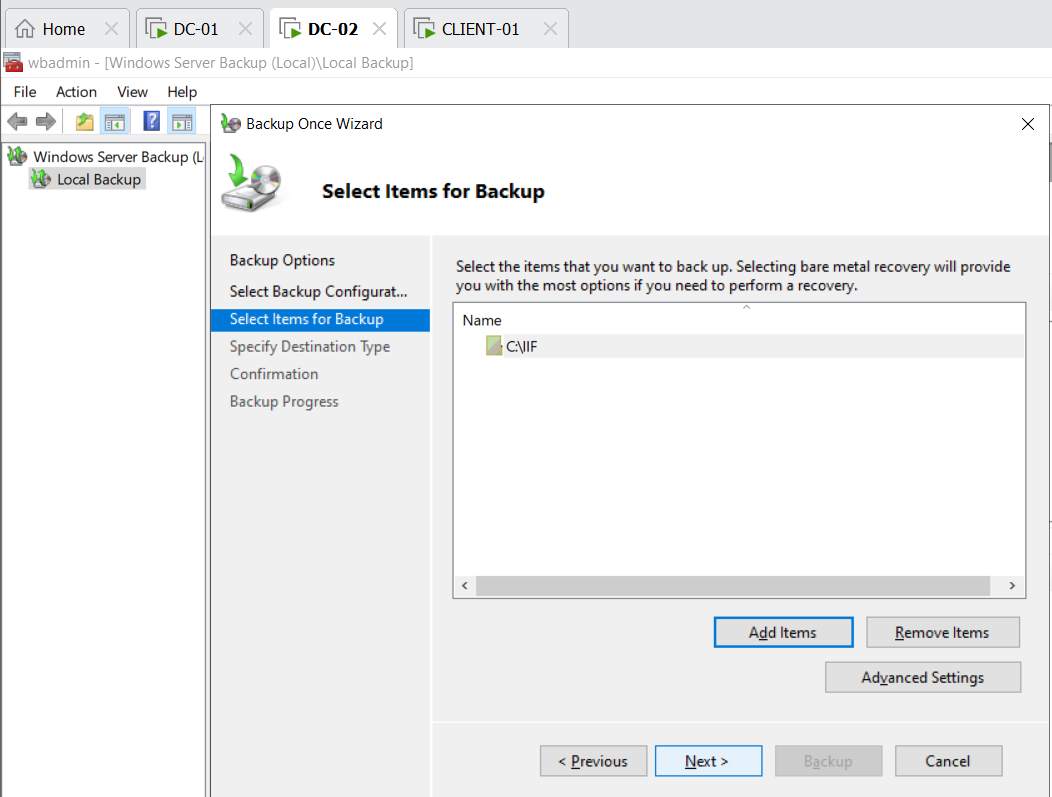 Home
DC-01
DC-02
CLIENT-01
wbadmin - [Windows Server Backup (Local)\Local Backup]
File Action View Help
Windows Server Backup (L
Local Backup
Backup Once Wizard
Select Items for Backup
Backup Options
Select Backup Configurat...
Select Items for Backup
Specify Destination Type
Confirmation
Backup Progress
Select the items that you want to back up. Selecting bare metal recovery will provide
you with the most options if you need to perform a recovery.
Name
C:\IIF
Add Items
Remove Items
Advanced Settings
< Previous
Next >
Backup
Cancel